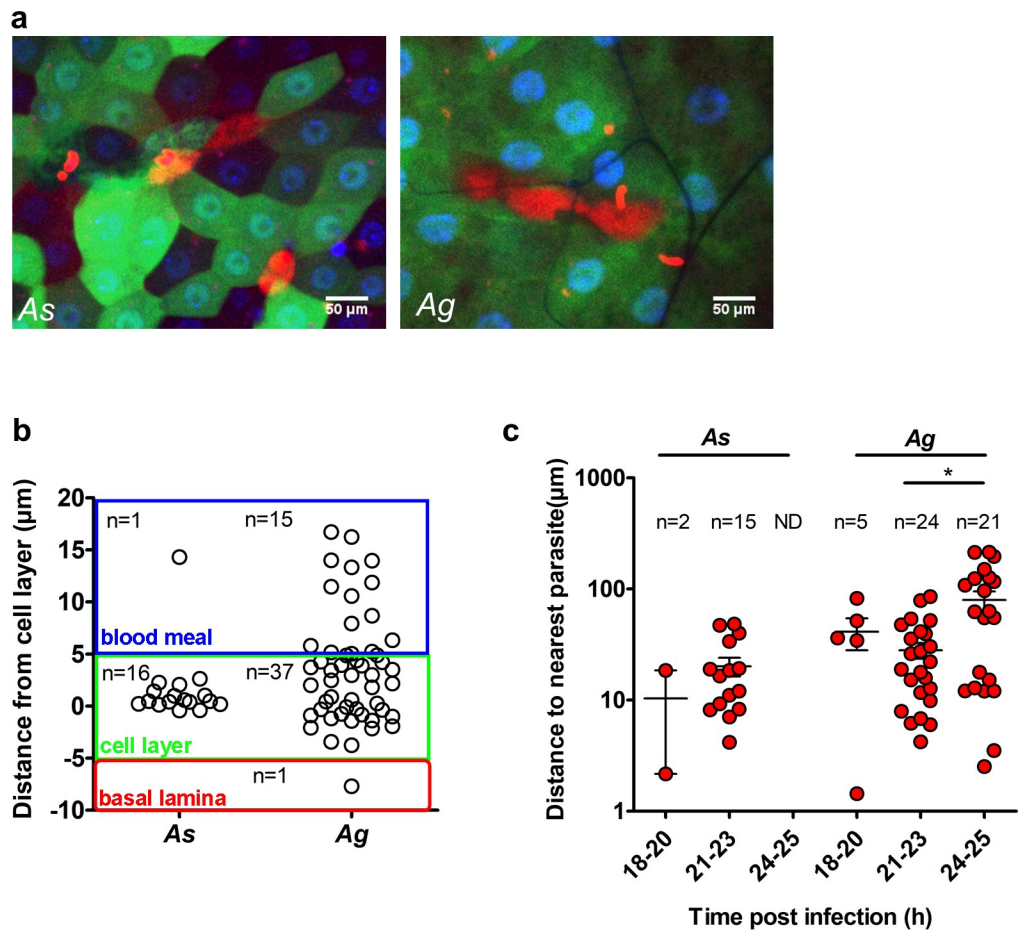 a
As
50 µm
Ag
50 µm
b
Distance from cell layer (µm)
20
15
10
5
0
-5
-10
n=1
n=15
blood meal
n=16
n=37
cell layer
n=1
basal lamina
As
Ag
c
As
Ag
*
Distance to nearest parasite(µm)
1000
100
10
1
n=2
n=15
ND
n=5
n=24
n=21
18-20
21-23
24-25
18-20
21-23
24-25
Time post infection (h)